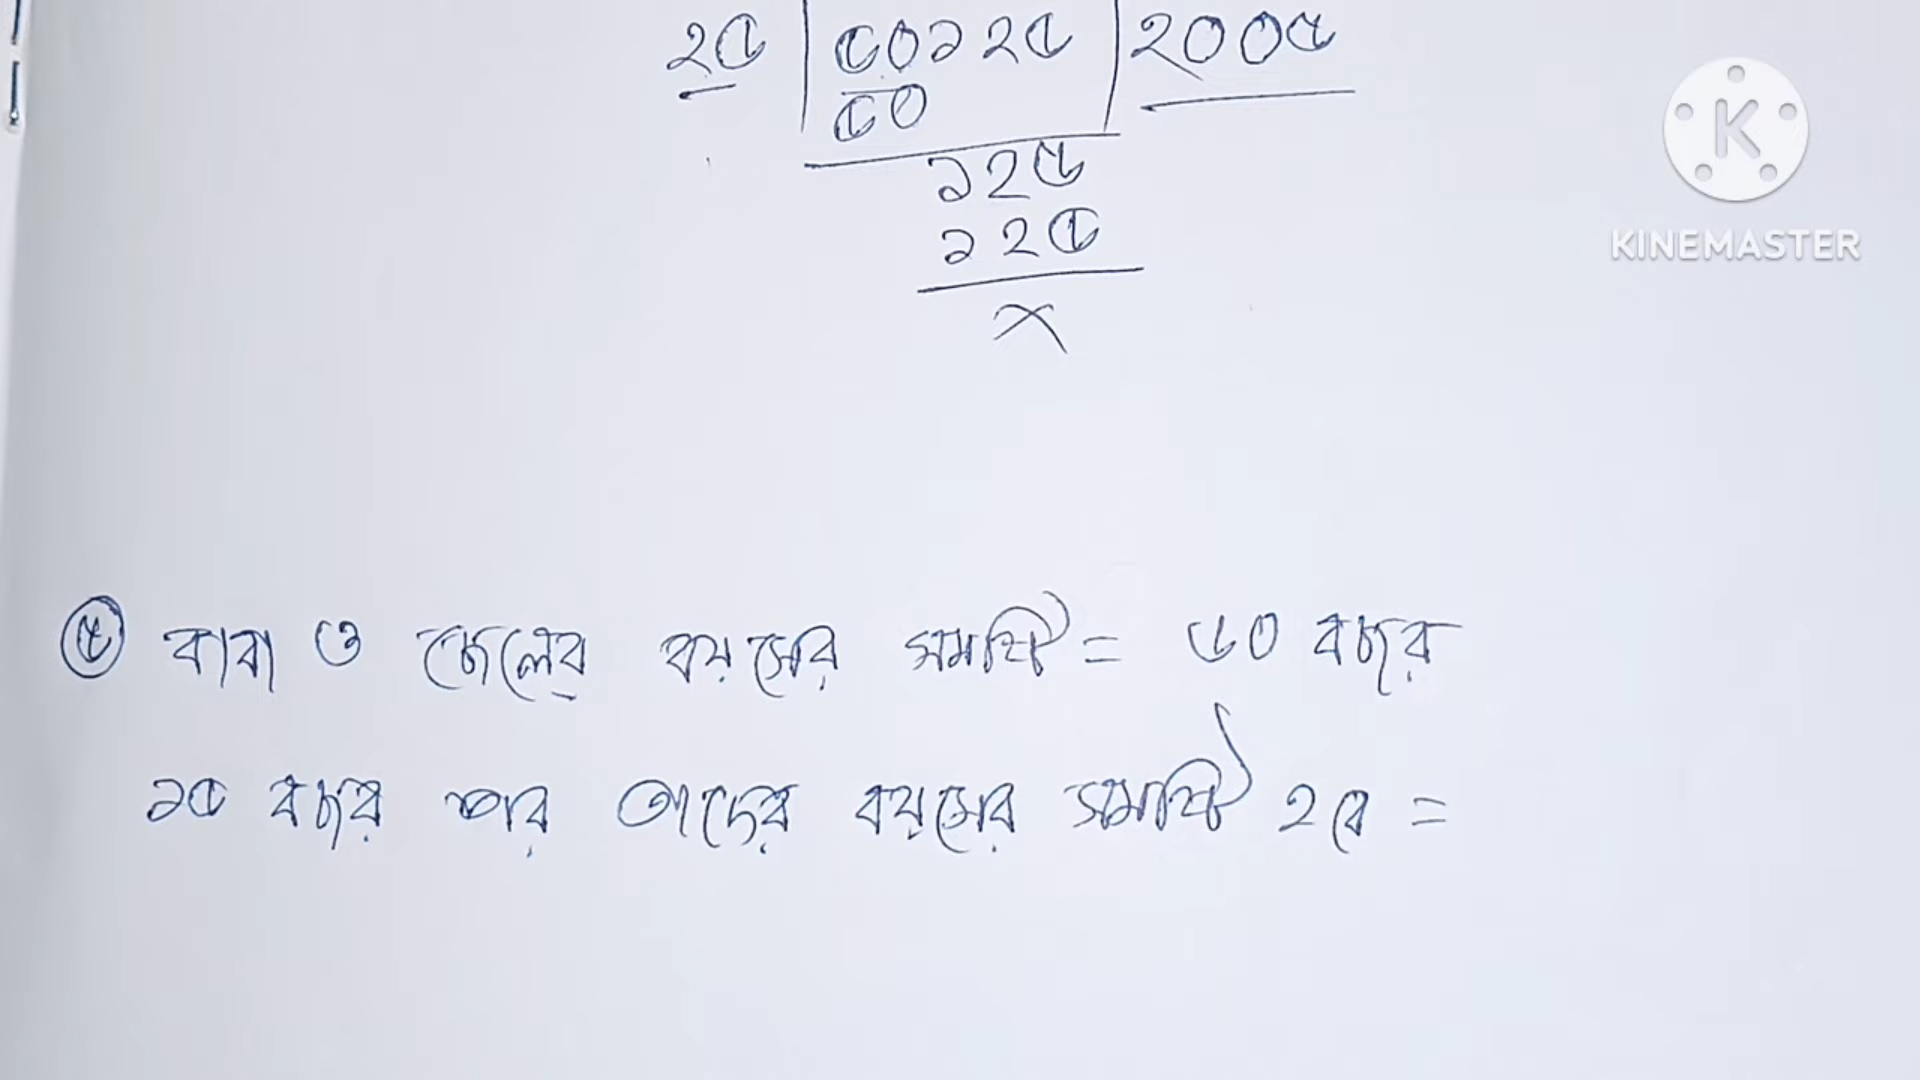 ২৫ | ৫০১২৫ | ২০০৫
৫০
১২৫
১২৫
×
KINEMASTER
৫ বাবা ও ছেলের বয়সের সমষ্টি = ৬০ বছর
১৫ বছর পর তাদের বয়সের সমষ্টি হবে =